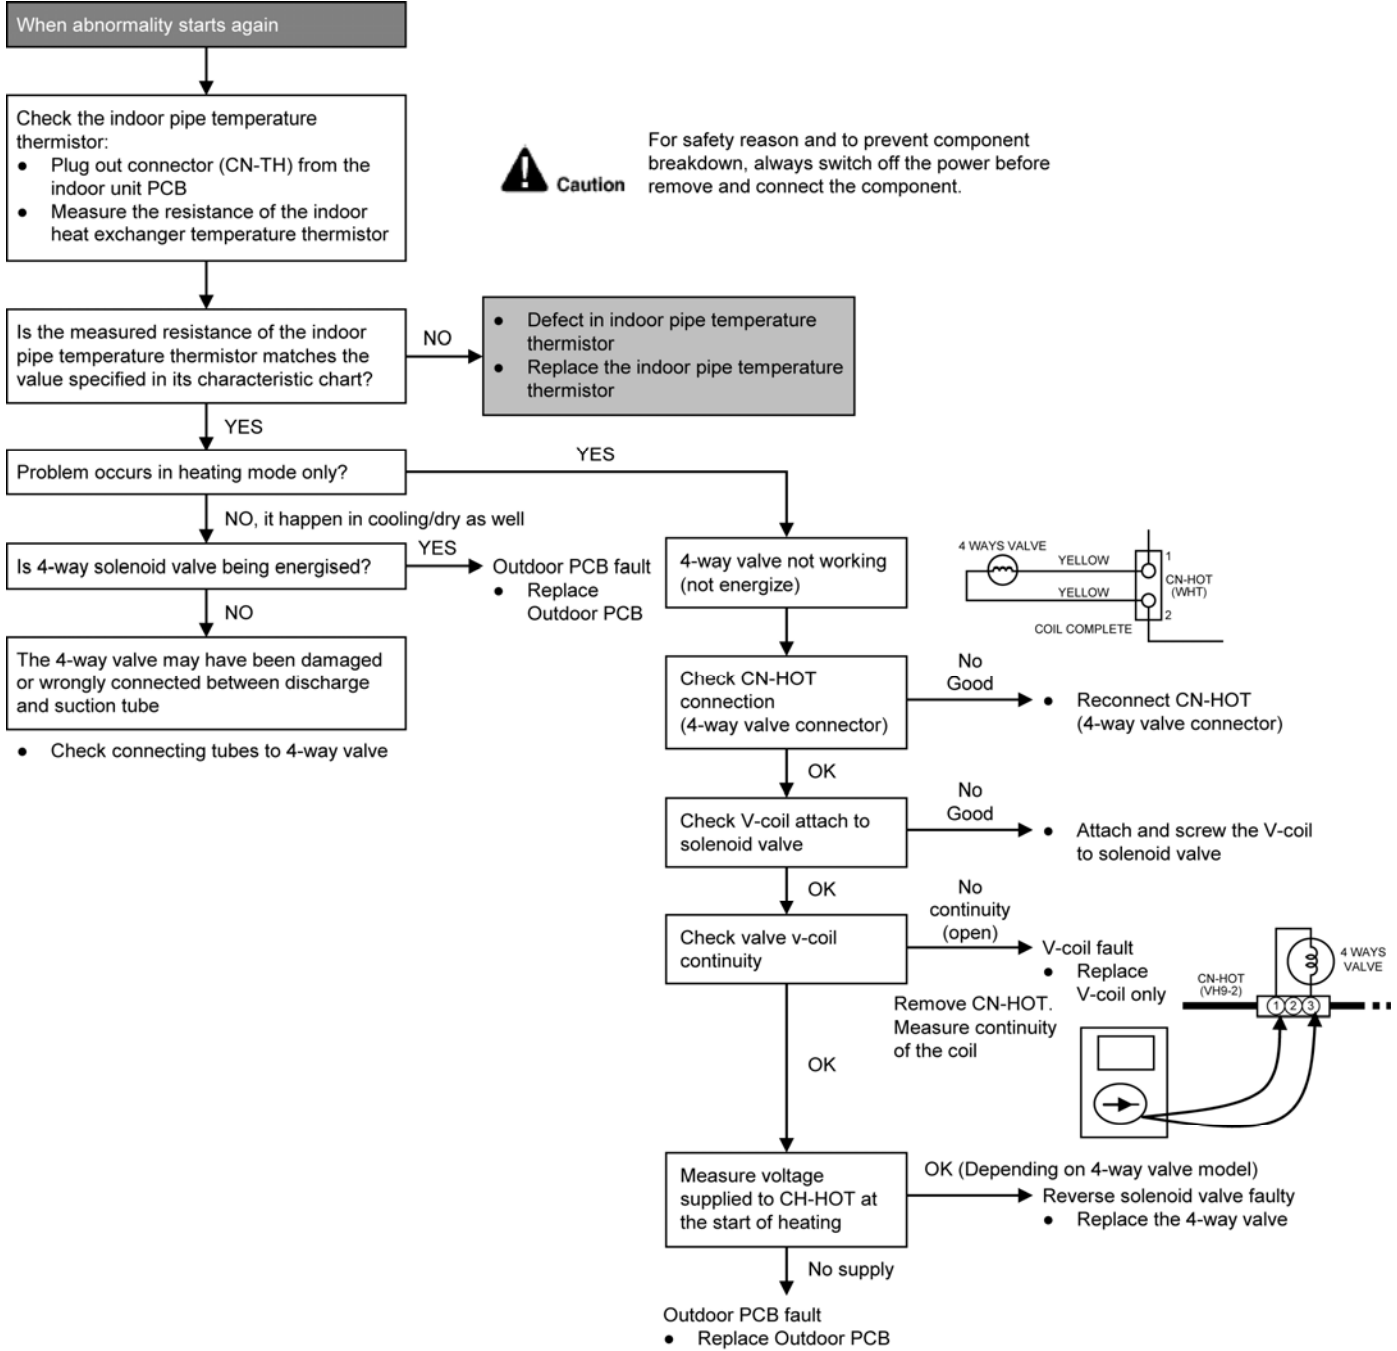 When abnormality starts again
Check the indoor pipe temperature
thermistor:
● Plug out connector (CN-TH) from the
indoor unit PCB
● Measure the resistance of the indoor
heat exchanger temperature thermistor
Caution
For safety reason and to prevent component
breakdown, always switch off the power before
remove and connect the component.
Is the measured resistance of the indoor
pipe temperature thermistor matches the
value specified in its characteristic chart?
NO
● Defect in indoor pipe temperature
thermistor
● Replace the indoor pipe temperature
thermistor
YES
Problem occurs in heating mode only?
YES
NO, it happen in cooling/dry as well
Is 4-way solenoid valve being energised?
YES
Outdoor PCB fault
● Replace
Outdoor PCB
NO
The 4-way valve may have been damaged
or wrongly connected between discharge
and suction tube
● Check connecting tubes to 4-way valve
4-way valve not working
(not energize)
4 WAYS VALVE
YELLOW
YELLOW
1
CN-HOT
(WHT)
2
COIL COMPLETE
Check CN-HOT
connection
(4-way valve connector)
No
Good
● Reconnect CN-HOT
(4-way valve connector)
OK
Check V-coil attach to
solenoid valve
No
Good
● Attach and screw the V-coil
to solenoid valve
OK
Check valve v-coil
continuity
No
continuity
(open)
V-coil fault
● Replace
V-coil only
Remove CN-HOT.
Measure continuity
of the coil
4 WAYS
VALVE
CN-HOT
(VH9-2)
1 2 3
OK
Measure voltage
supplied to CH-HOT at
the start of heating
OK (Depending on 4-way valve model)
Reverse solenoid valve faulty
● Replace the 4-way valve
No supply
Outdoor PCB fault
● Replace Outdoor PCB